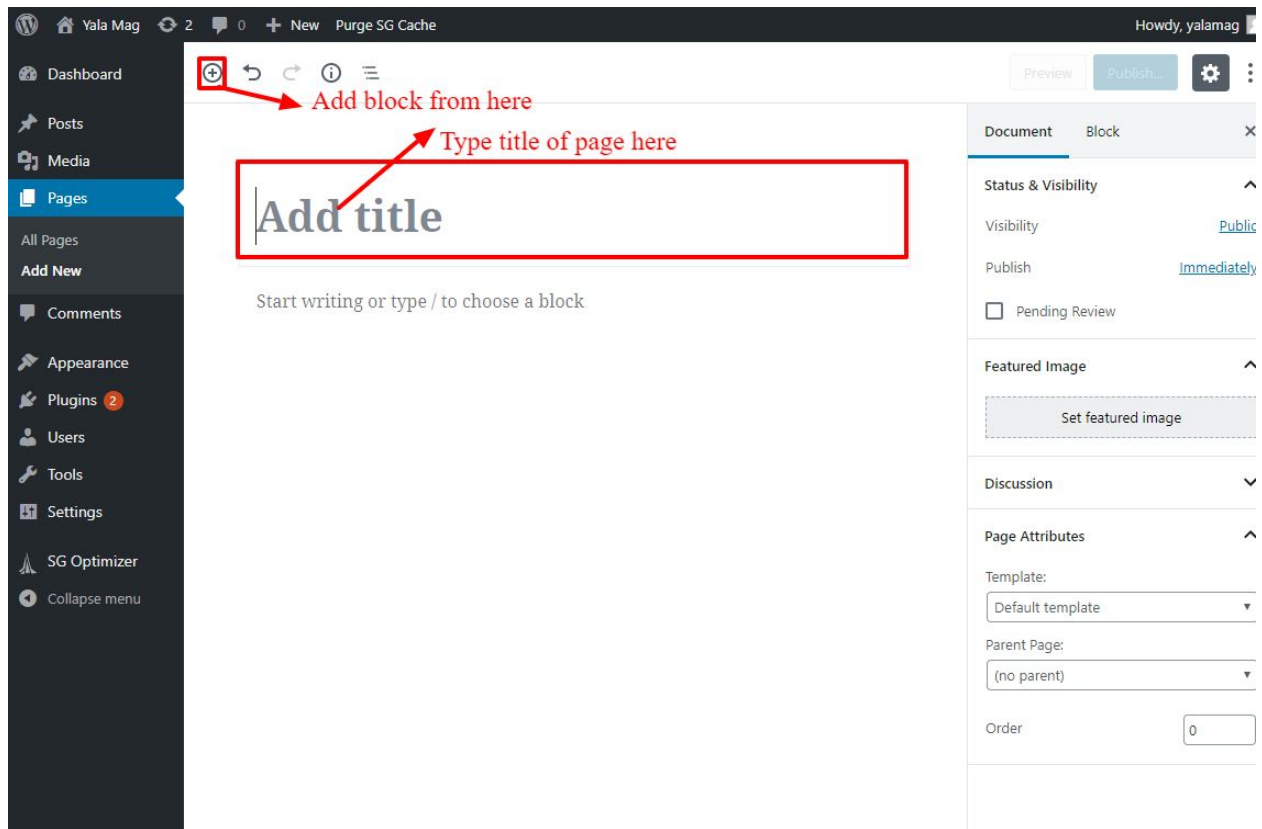 Yala Mag 2 0 New Purge SG Cache Howdy, yalamag
Dashboard
Posts
Media
Pages
All Pages
Add New
Comments
Appearance
Plugins 2
Users
Tools
Settings
SG Optimizer
Collapse menu
Preview Publish...
Add block from here
Type title of page here
Add title
Start writing or type / to choose a block
Document Block
Status & Visibility
Visibility Public
Publish Immediately
Pending Review
Featured Image
Set featured image
Discussion
Page Attributes
Template:
Default template
Parent Page:
(no parent)
Order 0